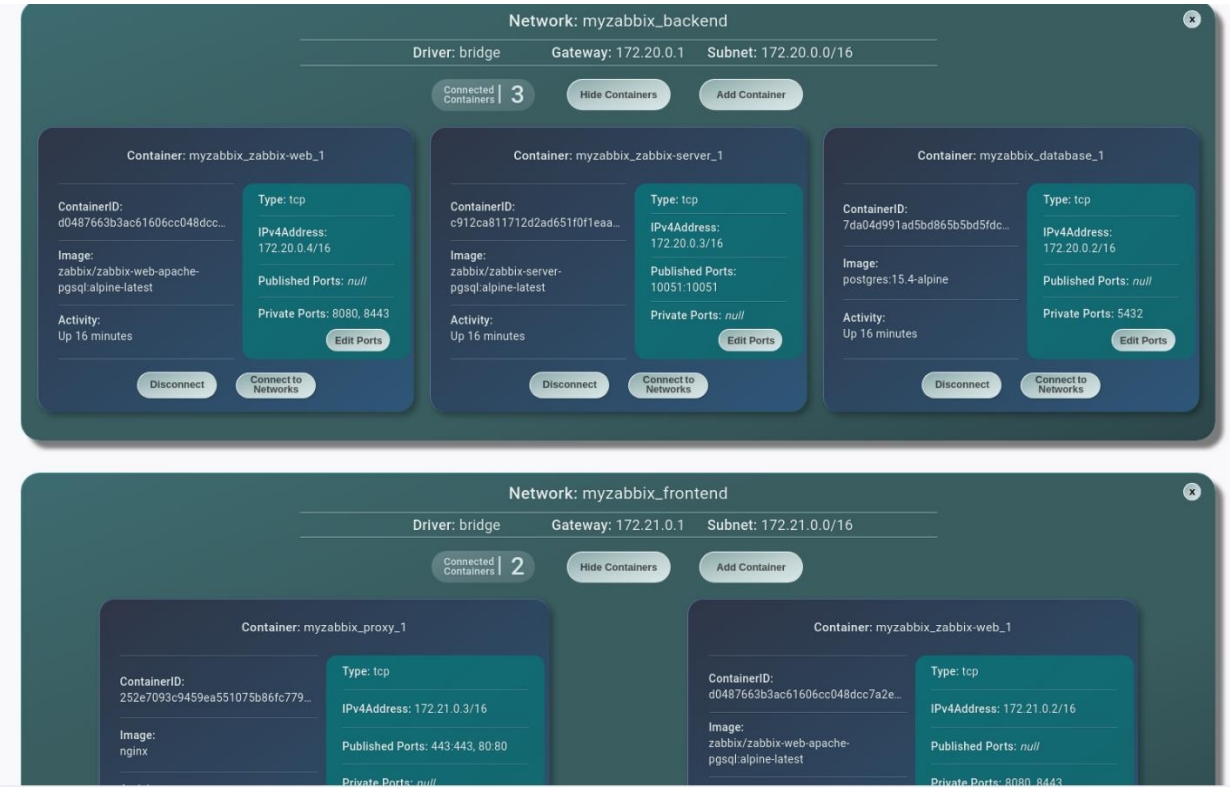 Network: myzabbix_backend
x
Driver: bridge Gateway: 172.20.0.1 Subnet: 172.20.0.0/16
Connected
Containers 3
Hide Containers
Add Container
Container: myzabbix_zabbix-web_1
ContainerID:
d0487663b3ac61606cc048dcc...
Image:
zabbix/zabbix-web-apache-
pgsql:alpine-latest
Activity:
Up 16 minutes
Type: tcp
IPv4Address:
172.20.0.4/16
Published Ports: null
Private Ports: 8080, 8443
Edit Ports
Disconnect
Connect to
Networks
Container: myzabbix_zabbix-server_1
ContainerID:
c912ca811712d2ad651f0f1eaa...
Image:
zabbix/zabbix-server-
pgsql:alpine-latest
Activity:
Up 16 minutes
Type: tcp
IPv4Address:
172.20.0.3/16
Published Ports:
10051:10051
Private Ports: null
Edit Ports
Disconnect
Connect to
Networks
Container: myzabbix_database_1
ContainerID:
7da04d991ad5bd865b5bd5fdc...
Image:
postgres:15.4-alpine
Activity:
Up 16 minutes
Type: tcp
IPv4Address:
172.20.0.2/16
Published Ports: null
Private Ports: 5432
Edit Ports
Disconnect
Connect to
Networks
Network: myzabbix_frontend
x
Driver: bridge Gateway: 172.21.0.1 Subnet: 172.21.0.0/16
Connected
Containers 2
Hide Containers
Add Container
Container: myzabbix_proxy_1
ContainerID:
252e7093c9459ea551075b86fc779...
Image:
nginx
Type: tcp
IPv4Address: 172.21.0.3/16
Published Ports: 443:443, 80:80
Private Ports: null
Container: myzabbix_zabbix-web_1
ContainerID:
d0487663b3ac61606cc048dcc7a2e...
Image:
zabbix/zabbix-web-apache-
pgsql:alpine-latest
Type: tcp
IPv4Address: 172.21.0.2/16
Published Ports: null
Private Ports: 8080, 8443